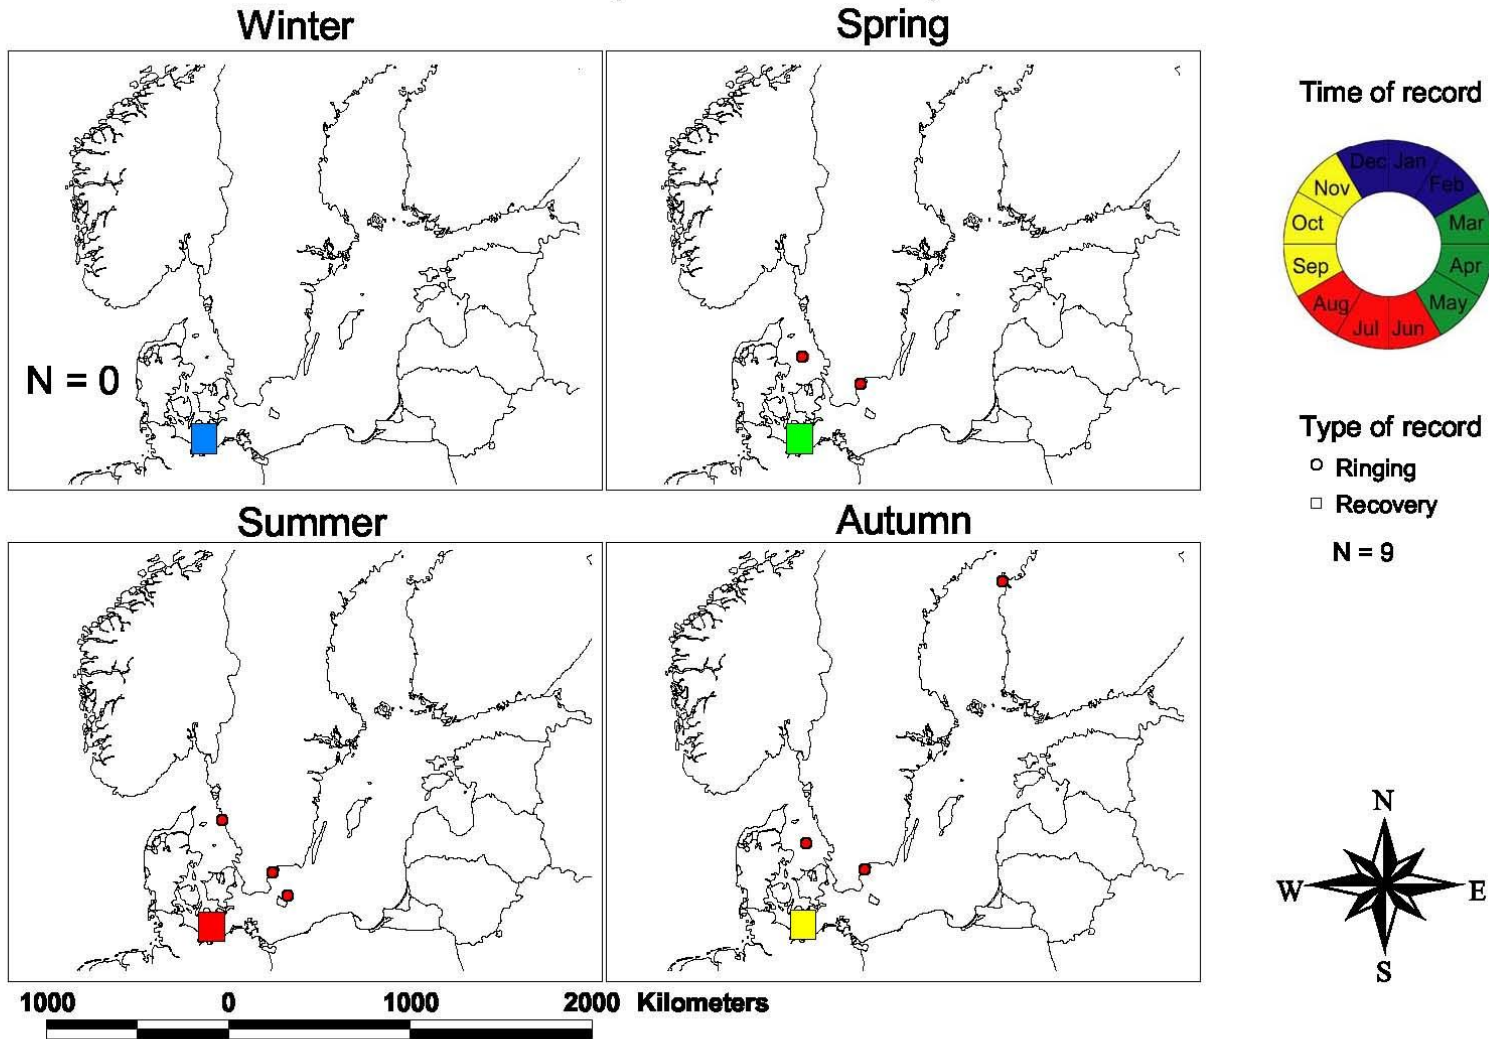 Winter
Spring
N = 0
Summer
Autumn
1000 0 1000 2000 Kilometers
Time of record
Dec Jan
Feb
Mar
Apr
May
Jun
Jul
Aug
Sep
Oct
Nov
Type of record
Ringing
Recovery
N = 9
N
W E
S